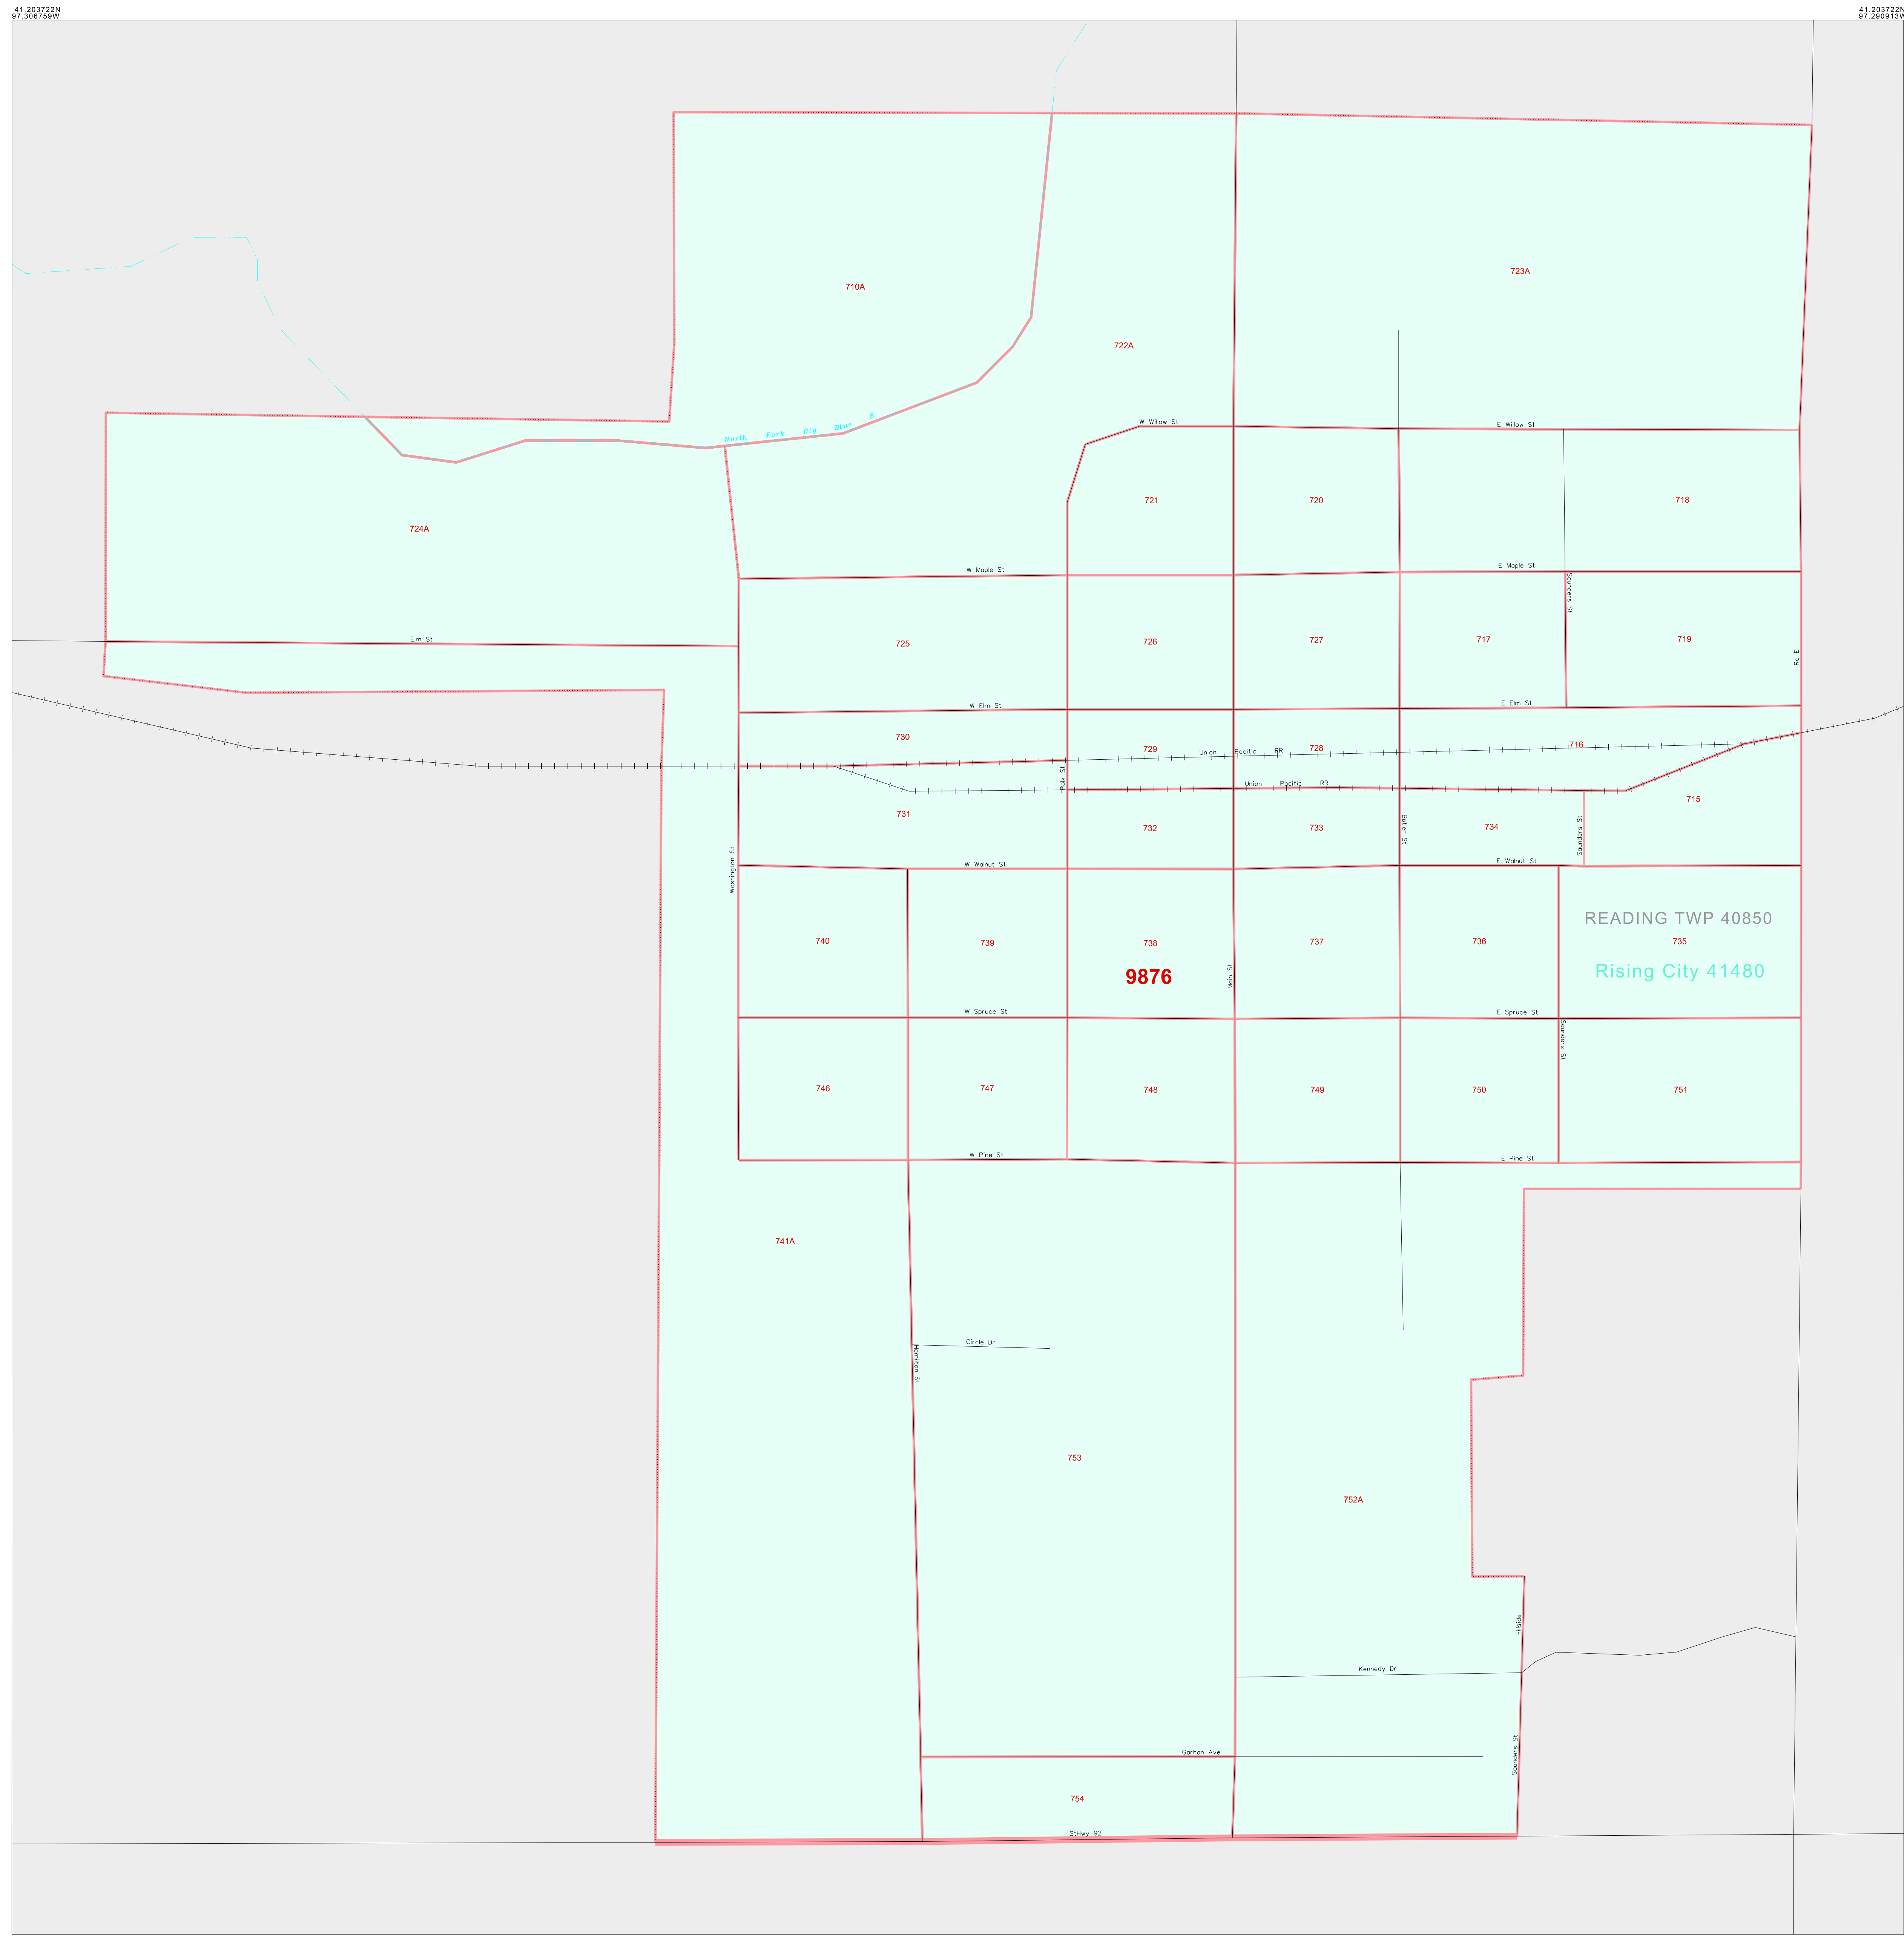 41.203722N
97.306759W
41.203722N
97.290913W
723A
710A
722A
North Fork Big Blue R
W Willow St
E Willow St
724A
721
720
718
W Maple St
E Maple St
Saunders St
Elm St
725
726
727
717
719
Rd E
W Elm St
E Elm St
730
729
728
716
Union Pacific RR
Polk St
Union Pacific RR
715
731
732
733
Butler St
734
Saunders St
W Walnut St
E Walnut St
Washington St
READING TWP 40850
740
739
738
737
736
735
9876
Main St
Rising City 41480
W Spruce St
E Spruce St
Saunders St
746
747
748
749
750
751
W Pine St
E Pine St
741A
Circle Dr
Hamilton St
753
752A
Hillside
Kennedy Dr
Garhan Ave
Saunders St
754
StHwy 92